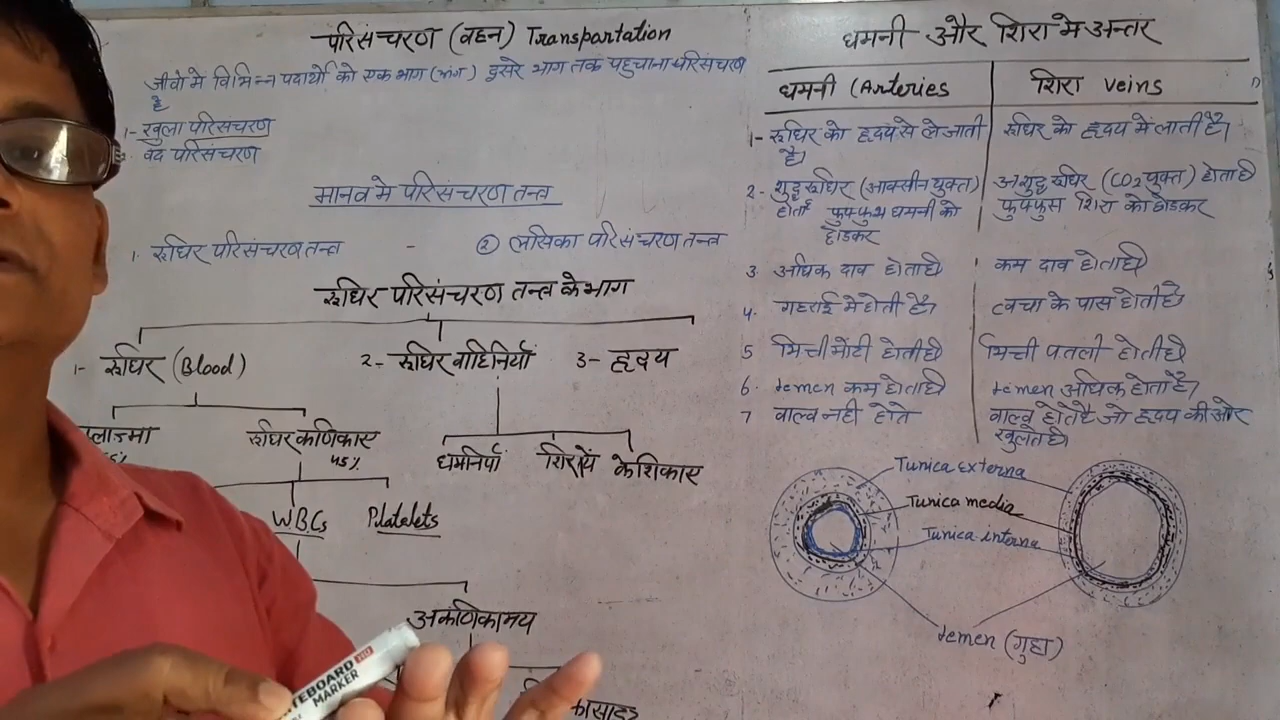 परिसंचरण (वहन) Transpartation
जीवो मे विभिन्न पदार्थो को एक भाग (अंग) दुसरे भाग तक पहुचाना परिसंचरण
है
1- खुला परिसंचरण
बंद परिसंचरण
मानव मे परिसंचरण तन्त्र
1. रुधिर परिसंचरण तन्त्र - ② लसिका परिसंचरण तन्त्र
रुधिर परिसंचरण तन्त्र के भाग
1- रुधिर (Blood) 2- रुधिर वाहिनियाँ 3- हृदय
प्लाज्मा रुधिर कणिकाए
45%
धमनियाँ शिरायें केशिकाए
WBCs Platelets
अकणिकामय
WHITEBOARD
MARKER
धमनी और शिरा मे अन्तर
धमनी (Arteries शिरा veins
1- रुधिर को हृदय से ले जाती रुधिर को हृदय में लाती है।
है।
2- शुद्ध रुधिर (आक्सीजन युक्त) अशुद्ध रुधिर (CO2 युक्त) होता है
होता फुफ्फुस धमनी को फुफ्फुस शिरा को छोडकर
छोडकर
3. अधिक दाव होता है कम दाव होता है
4. गहराई मे होती है। त्वचा के पास होती है
5 भित्ती मोटी होती है भित्ती पतली होती है
6. lemen कम होता है lemen अधिक होता है।
7 वाल्व नही होते वाल्व होते है जो हृदय की ओर
खुलते है।
Tunica externa
Tunica media
Tunica interna
lemen (गुहा)